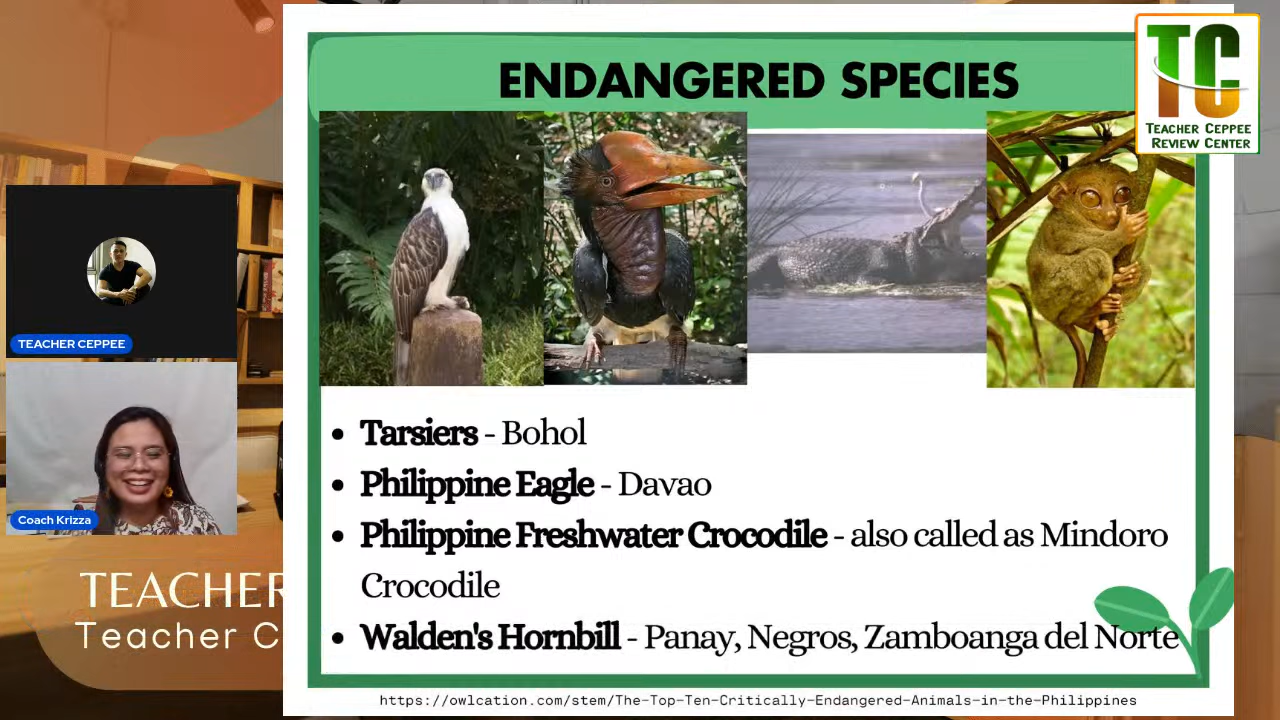 TC
TEACHER CEPPEE
REVIEW CENTER
ENDANGERED SPECIES
TEACHER CEPPEE
Coach Krizza
TEACHER
Teacher C
• Tarsiers - Bohol
• Philippine Eagle - Davao
• Philippine Freshwater Crocodile - also called as Mindoro
Crocodile
• Walden's Hornbill - Panay, Negros, Zamboanga del Norte
https://owlcation.com/stem/The-Top-Ten-Critically-Endangered-Animals-in-the-Philippines